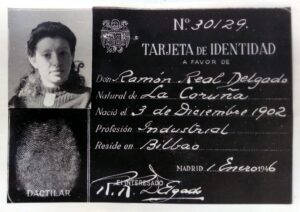 Nº 30129.
TARJETA DE IDENTIDAD
A FAVOR DE
Don Ramón Real Delgado
Natural de La Coruña
Nació el 3 de Diciembre 1902
Profesión Industrial
Reside en Bilbao
MADRID 1 Enero 1946
EL INTERESADO
R. R. Delgado
DACTILAR